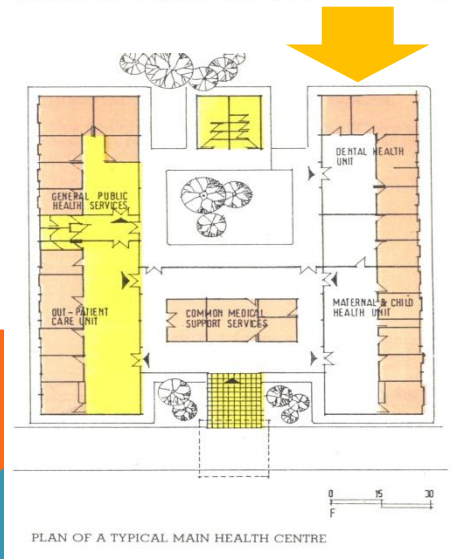 DENTAL HEALTH
UNIT
GENERAL PUBLIC
HEALTH SERVICES
OUT-PATIENT
CARE UNIT
COMMON MEDICAL
SUPPORT SERVICES
MATERNAL & CHILD
HEALTH UNIT
0 15 30
F
PLAN OF A TYPICAL MAIN HEALTH CENTRE